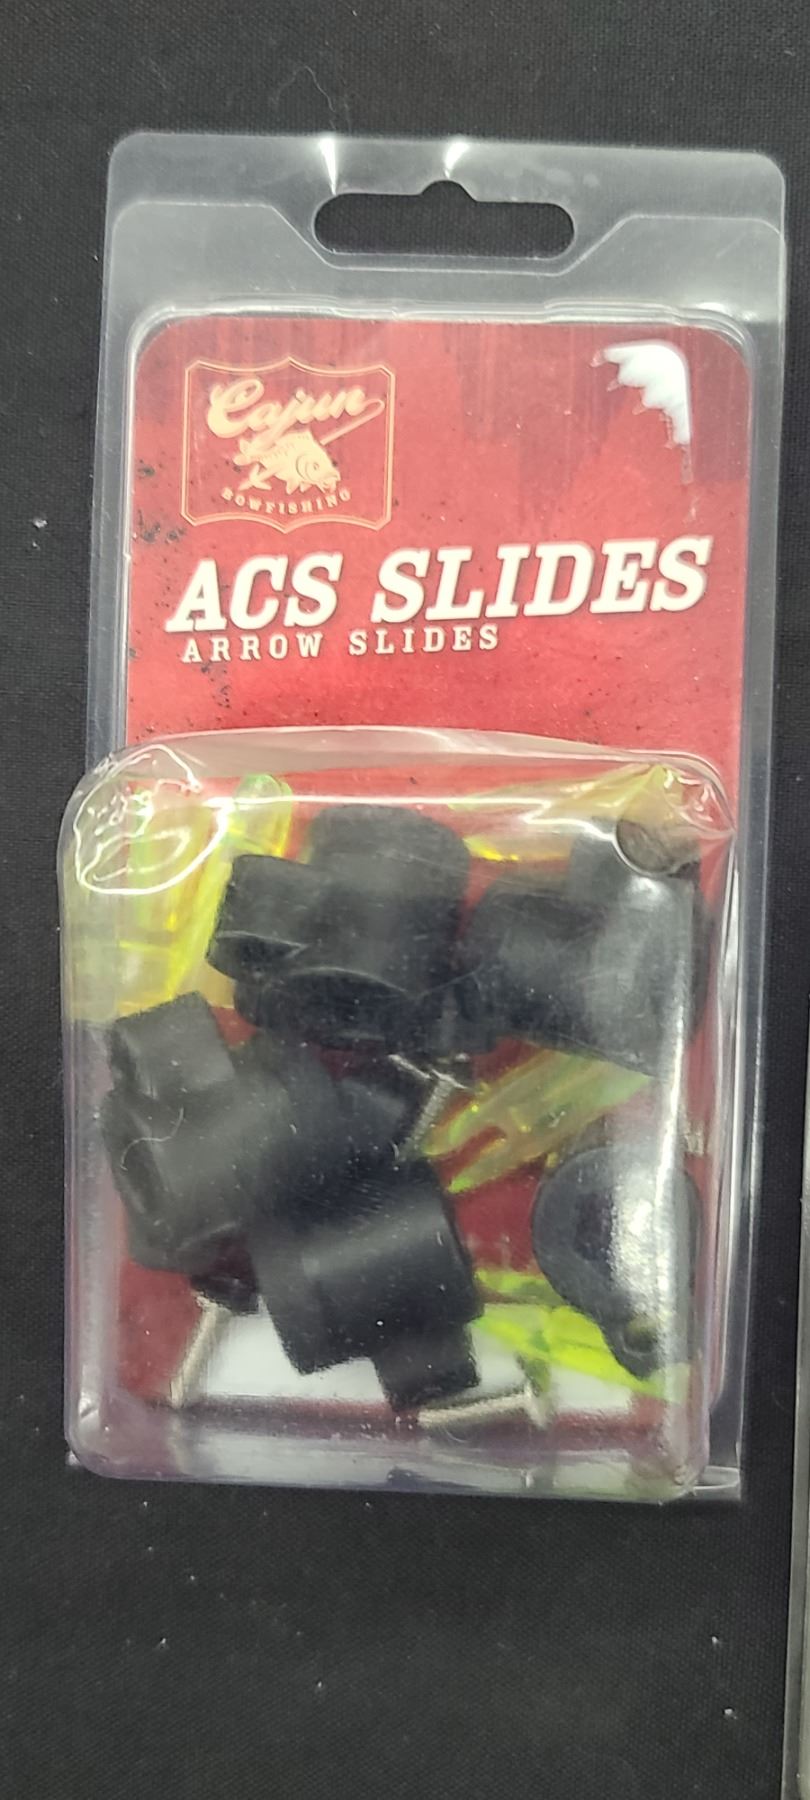 Cajun
BOWFISHING
ACS SLIDES
ARROW SLIDES